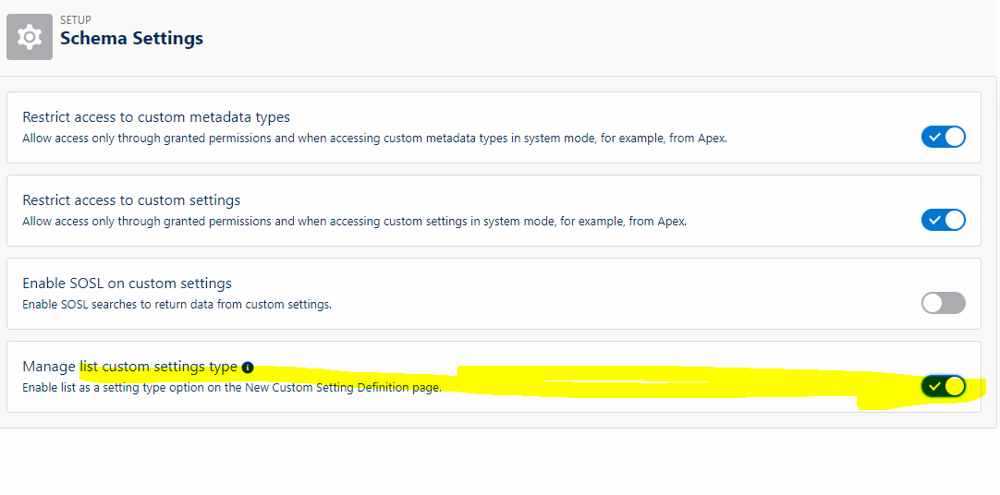 SETUP
Schema Settings
Restrict access to custom metadata types
Allow access only through granted permissions and when accessing custom metadata types in system mode, for example, from Apex.
Restrict access to custom settings
Allow access only through granted permissions and when accessing custom settings in system mode, for example, from Apex.
Enable SOSL on custom settings
Enable SOSL searches to return data from custom settings.
Manage list custom settings type
Enable list as a setting type option on the New Custom Setting Definition page.